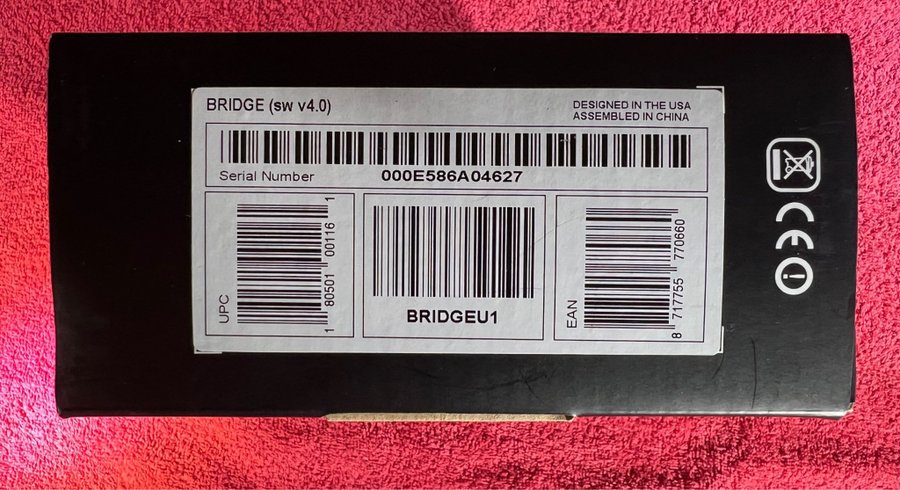 BRIDGE (sw v4.0)
DESIGNED IN THE USA
ASSEMBLED IN CHINA
Serial Number 000E586A04627
UPC
1 80501 00116 1
BRIDGEU1
EAN
8 717755 770660
CE